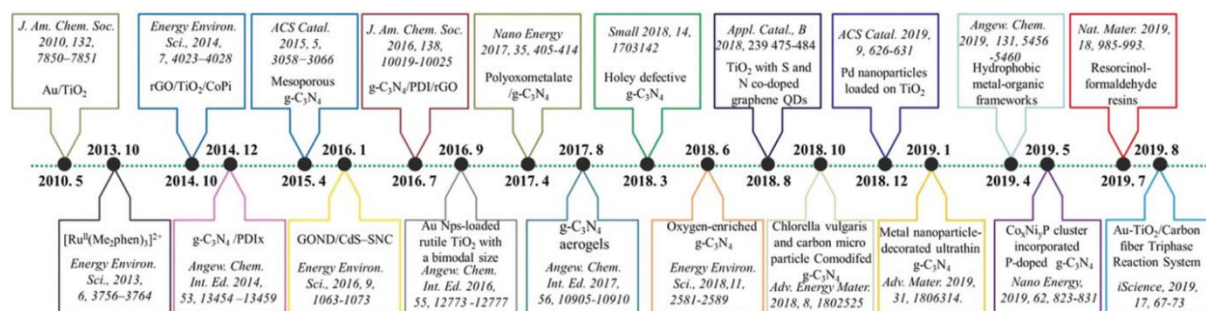 J. Am. Chem. Soc.
2010, 132,
7850–7851
Au/TiO₂
Energy Environ.
Sci., 2014,
7, 4023–4028
rGO/TiO₂/CoPi
ACS Catal.
2015, 5,
3058−3066
Mesoporous
g-C₃N₄
J. Am. Chem. Soc.
2016, 138,
10019-10025
g-C₃N₄/PDI/rGO
Nano Energy
2017, 35, 405-414
Polyoxometalate
/g-C₃N₄
Small 2018, 14,
1703142
Holey defective
g-C₃N₄
Appl. Catal., B
2018, 239 475-484
TiO₂ with S and
N co-doped
graphene QDs
ACS Catal. 2019,
9, 626-631
Pd nanoparticles
loaded on TiO₂
Angew. Chem.
2019, 131, 5456
-5460
Hydrophobic
metal-organic
frameworks
Nat. Mater. 2019,
18, 985-993.
Resorcinol-
formaldehyde
resins
2013. 10
2014. 12
2016. 1
2016. 9
2017. 8
2018. 6
2018. 10
2019. 1
2019. 5
2019. 8
2010. 5
2014. 10
2015. 4
2016. 7
2017. 4
2018. 3
2018. 8
2018. 12
2019. 4
2019. 7
[Ruᴵᴵ(Me₂phen)₃]²⁺
Energy Environ.
Sci., 2013,
6, 3756–3764
g-C₃N₄ /PDIx
Angew. Chem.
Int. Ed. 2014,
53, 13454 –13459
GOND/CdS–SNC
Energy Environ.
Sci., 2016, 9,
1063-1073
Au Nps-loaded
rutile TiO₂ with
a bimodal size
Angew. Chem.
Int. Ed. 2016,
55, 12773 -12777
g-C₃N₄
aerogels
Angew. Chem.
Int. Ed. 2017,
56, 10905-10910
Oxygen-enriched
g-C₃N₄
Energy Environ.
Sci., 2018,11,
2581-2589
Chlorella vulgaris
and carbon micro
particle Comodifed
g-C₃N₄
Adv. Energy Mater.
2018, 8, 1802525
Metal nanoparticle-
decorated ultrathin
g-C₃N₄
Adv. Mater. 2019,
31, 1806314.
CoₓNiᵧP cluster
incorporated
P-doped g-C₃N₄
Nano Energy,
2019, 62, 823-831
Au-TiO₂/Carbon
fiber Triphase
Reaction System
iScience, 2019,
17, 67-73